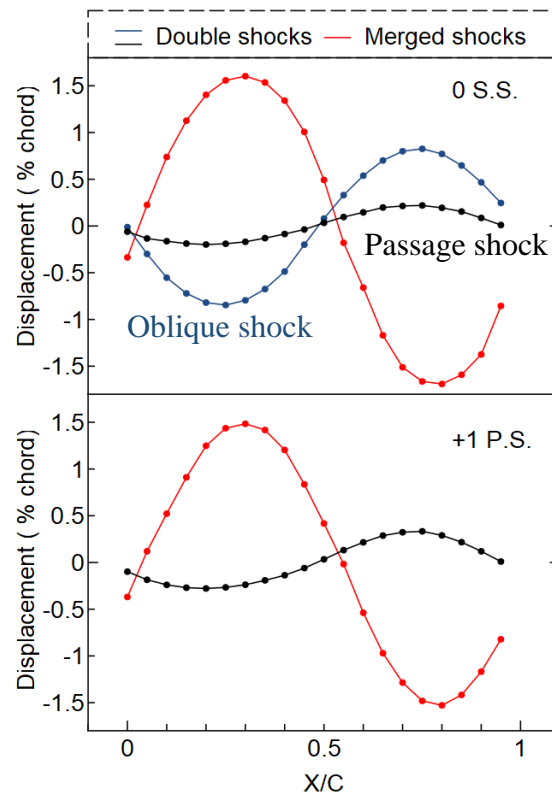 Double shocks Merged shocks
0 S.S.
1.5
1
0.5
0
-0.5
-1
-1.5
Displacement ( % chord)
Passage shock
Oblique shock
+1 P.S.
1.5
1
0.5
0
-0.5
-1
-1.5
Displacement ( % chord)
0 0.5 1
X/C